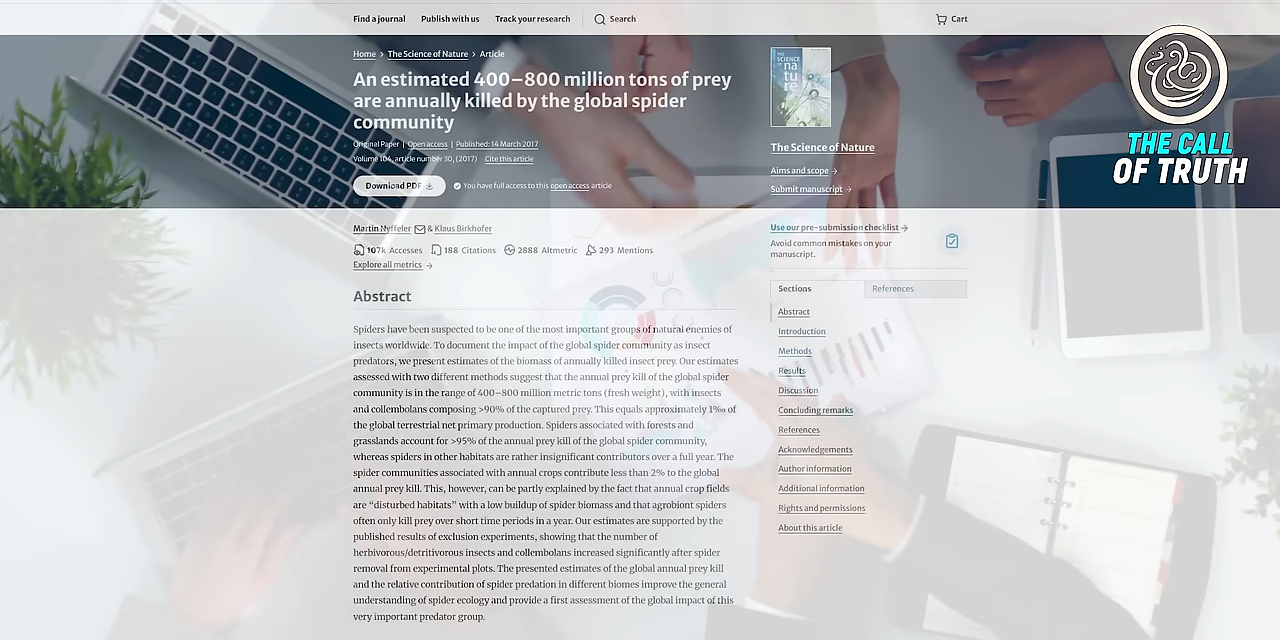 Find a journal Publish with us Track your research Search Cart
Home > The Science of Nature > Article
An estimated 400–800 million tons of prey
are annually killed by the global spider
community
Original Paper | Open access | Published: 14 March 2017
Volume 104, article number 30, (2017) Cite this article
Download PDF
You have full access to this open access article
THE SCIENCE OF na tu re
The Science of Nature
Aims and scope →
Submit manuscript →
THE CALL
OF TRUTH
Martin Nyffeler & Klaus Birkhofer
107k Accesses 188 Citations 2888 Altmetric 293 Mentions
Explore all metrics →
Abstract
Spiders have been suspected to be one of the most important groups of natural enemies of
insects worldwide. To document the impact of the global spider community as insect
predators, we present estimates of the biomass of annually killed insect prey. Our estimates
assessed with two different methods suggest that the annual prey kill of the global spider
community is in the range of 400–800 million metric tons (fresh weight), with insects
and collembolans composing >90% of the captured prey. This equals approximately 1‰ of
the global terrestrial net primary production. Spiders associated with forests and
grasslands account for >95% of the annual prey kill of the global spider community,
whereas spiders in other habitats are rather insignificant contributors over a full year. The
spider communities associated with annual crops contribute less than 2% to the global
annual prey kill. This, however, can be partly explained by the fact that annual crop fields
are “disturbed habitats” with a low buildup of spider biomass and that agrobiont spiders
often only kill prey over short time periods in a year. Our estimates are supported by the
published results of exclusion experiments, showing that the number of
herbivorous/detritivorous insects and collembolans increased significantly after spider
removal from experimental plots. The presented estimates of the global annual prey kill
and the relative contribution of spider predation in different biomes improve the general
understanding of spider ecology and provide a first assessment of the global impact of this
very important predator group.
Use our pre-submission checklist →
Avoid common mistakes on your
manuscript.
Sections References
Abstract
Introduction
Methods
Results
Discussion
Concluding remarks
References
Acknowledgements
Author information
Additional information
Rights and permissions
About this article